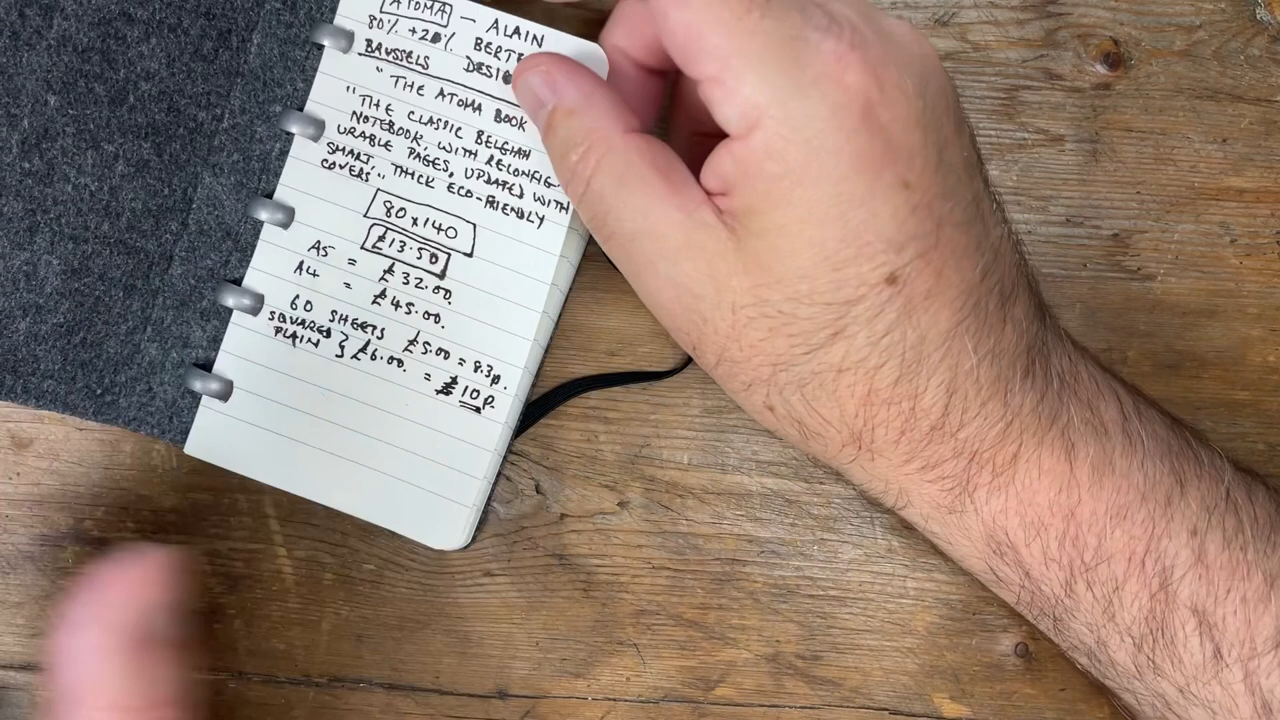 ATOMA — ALAIN
80% + 20%
BRUSSELS
"THE ATOMA BOOK
"THE CLASSIC BELGIAN
NOTEBOOK, WITH RECONFIG-
URABLE PAGES, UPDATED WITH
SMART, THICK ECO-FRIENDLY
COVERS"
80 x 140
£13.50
A5 = £32.00.
A4 = £45.00.
60 SHEETS £5.00 = 8.3p.
SQUARED } £6.00. = 10p.
PLAIN